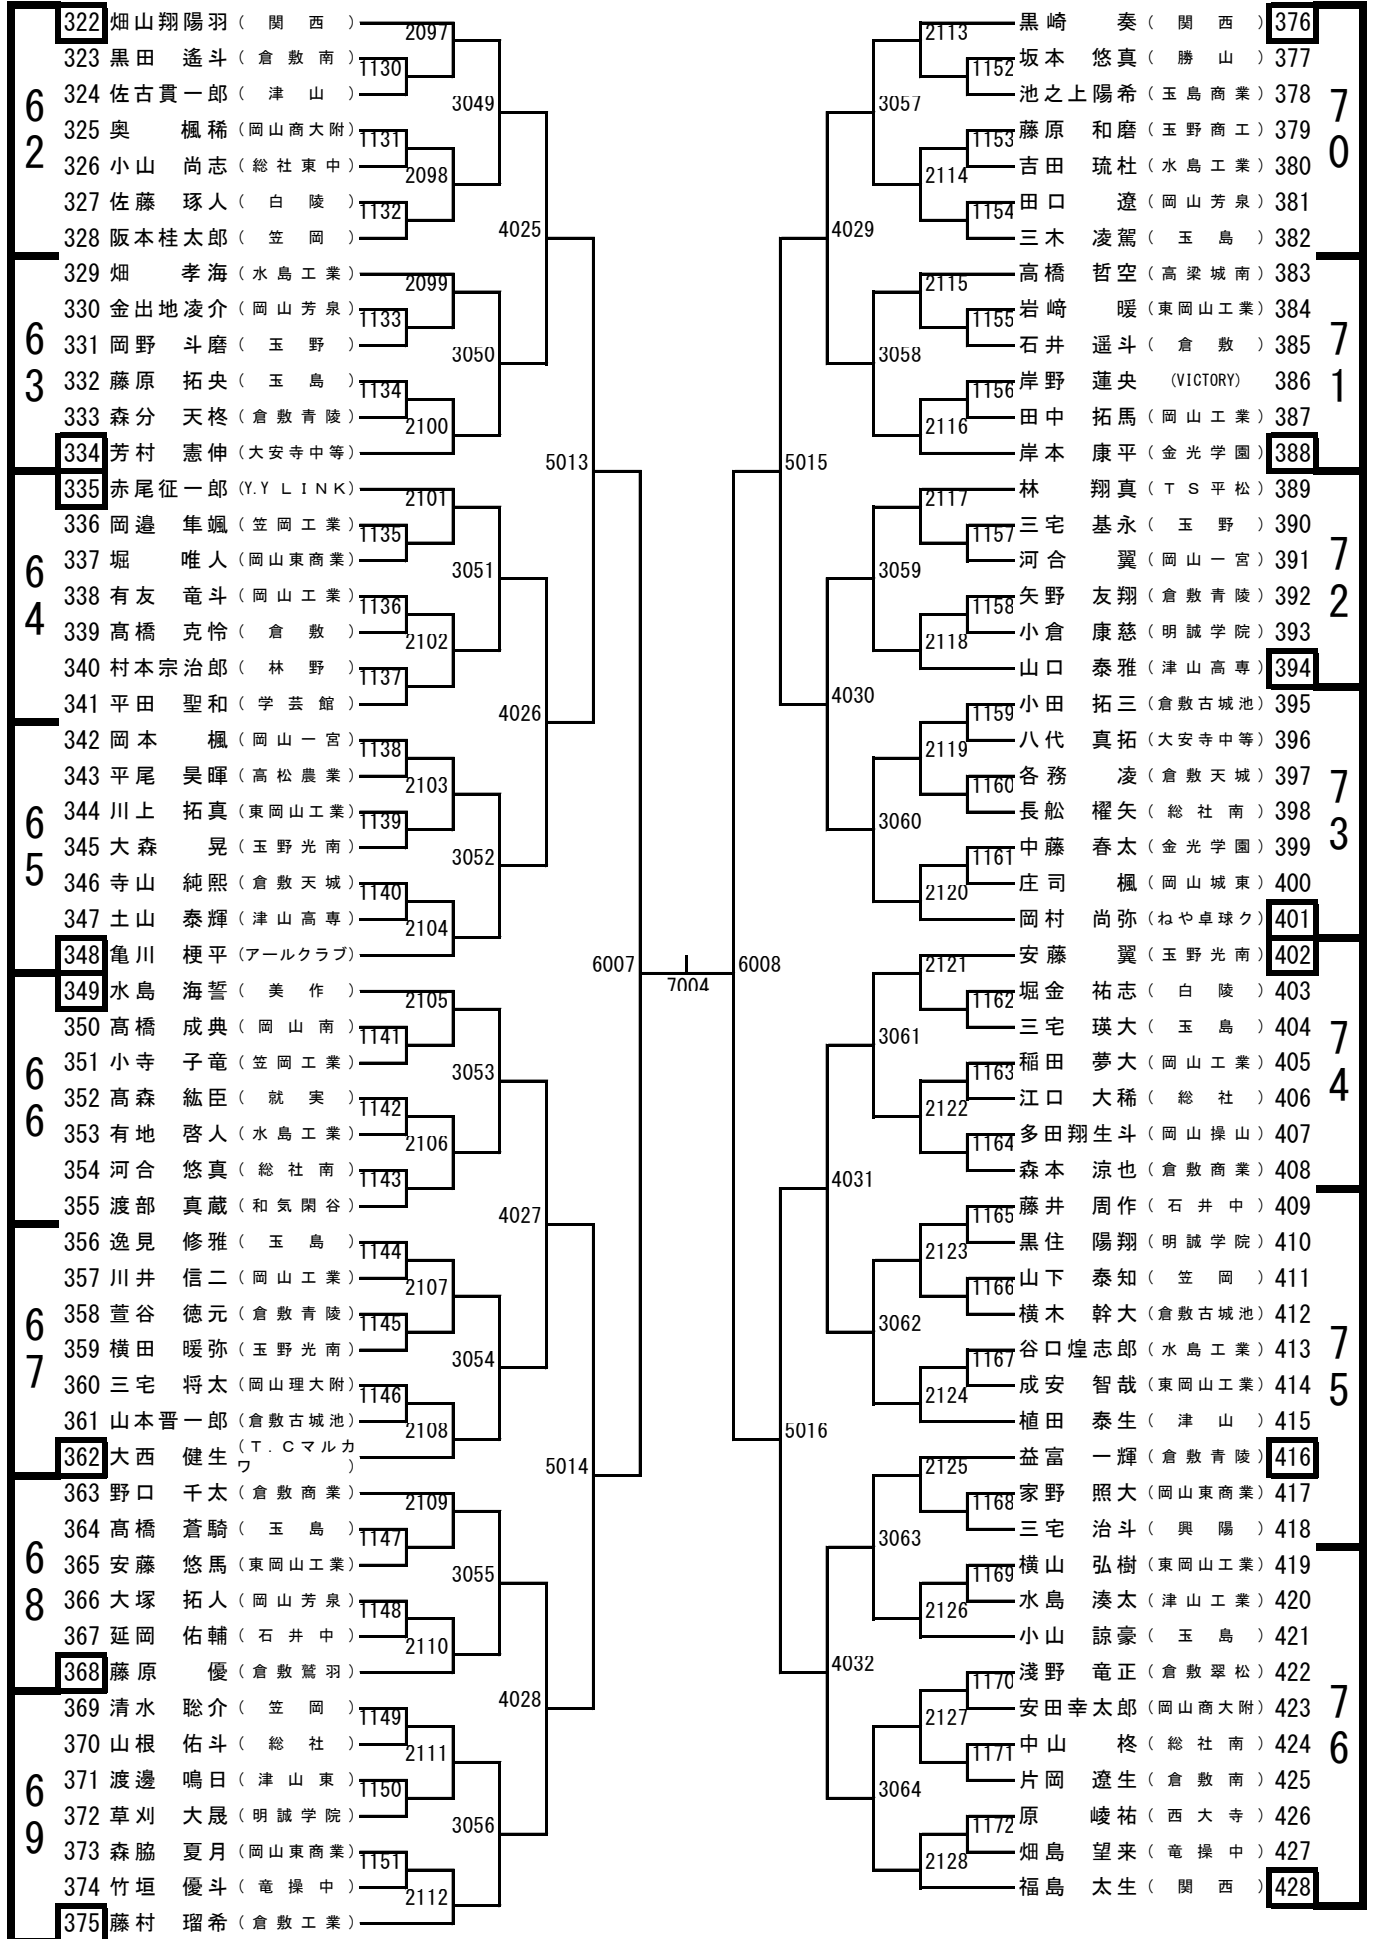 62
322 畑山翔陽羽 ( 関 西 )
323 黒田 遙斗 ( 倉敷南 )
324 佐古貫一郎 ( 津 山 )
325 奥 楓稀 (岡山商大附)
326 小山 尚志 ( 総社東中 )
327 佐藤 琢人 ( 白 陵 )
328 阪本桂太郎 ( 笠 岡 )
63
329 畑 孝海 ( 水島工業 )
330 金出地凌介 ( 岡山芳泉 )
331 岡野 斗磨 ( 玉 野 )
332 藤原 拓央 ( 玉 島 )
333 森分 天柊 ( 倉敷青陵 )
334 芳村 憲伸 (大安寺中等)
64
335 赤尾征一郎 (Y.Y LINK)
336 岡邉 隼颯 ( 笠岡工業 )
337 堀 唯人 (岡山東商業)
338 有友 竜斗 ( 岡山工業 )
339 髙橋 克怜 ( 倉 敷 )
340 村本宗治郎 ( 林 野 )
341 平田 聖和 ( 学芸館 )
65
342 岡本 楓 ( 岡山一宮 )
343 平尾 昊暉 ( 高松農業 )
344 川上 拓真 (東岡山工業)
345 大森 晃 ( 玉野光南 )
346 寺山 純熙 ( 倉敷天城 )
347 土山 泰輝 ( 津山高専 )
348 亀川 梗平 (アールクラブ)
66
349 水島 海誓 ( 美 作 )
350 髙橋 成典 ( 岡山南 )
351 小寺 子竜 ( 笠岡工業 )
352 髙森 紘臣 ( 就 実 )
353 有地 啓人 ( 水島工業 )
354 河合 悠真 ( 総社南 )
355 渡部 真蔵 ( 和気閑谷 )
67
356 逸見 修雅 ( 玉 島 )
357 川井 信二 ( 岡山工業 )
358 萱谷 徳元 ( 倉敷青陵 )
359 横田 暖弥 ( 玉野光南 )
360 三宅 将太 (岡山理大附)
361 山本晋一郎 (倉敷古城池)
362 大西 健生 (T.Cマルカワ)
68
363 野口 千太 ( 倉敷商業 )
364 髙橋 蒼騎 ( 玉 島 )
365 安藤 悠馬 (東岡山工業)
366 大塚 拓人 ( 岡山芳泉 )
367 延岡 佑輔 ( 石井中 )
368 藤原 優 ( 倉敷鷲羽 )
69
369 清水 聡介 ( 笠 岡 )
370 山根 佑斗 ( 総 社 )
371 渡邊 鳴日 ( 津山東 )
372 草刈 大晟 ( 明誠学院 )
373 森脇 夏月 (岡山東商業)
374 竹垣 優斗 ( 竜操中 )
375 藤村 瑠希 ( 倉敷工業 )
2097
1130
3049
1131
2098
1132
4025
2099
1133
3050
1134
2100
5013
2101
1135
3051
1136
2102
1137
4026
1138
2103
1139
3052
1140
2104
6007
2105
1141
3053
1142
2106
1143
4027
1144
2107
1145
3054
1146
2108
5014
2109
1147
3055
1148
2110
4028
1149
2111
1150
3056
1151
2112
7004
6008
2113
1152
3057
1153
2114
1154
4029
2115
1155
3058
1156
2116
5015
2117
1157
3059
1158
2118
4030
1159
2119
1160
3060
1161
2120
2121
1162
3061
1163
2122
1164
4031
1165
2123
1166
3062
1167
2124
5016
2125
1168
3063
1169
2126
4032
1170
2127
1171
3064
1172
2128
黒崎 奏 ( 関 西 ) 376
坂本 悠真 ( 勝 山 ) 377
池之上陽希 ( 玉島商業 ) 378
藤原 和磨 ( 玉野商工 ) 379
吉田 琉杜 ( 水島工業 ) 380
田口 遼 ( 岡山芳泉 ) 381
三木 凌駕 ( 玉 島 ) 382
70
高橋 哲空 ( 高梁城南 ) 383
岩﨑 暖 (東岡山工業) 384
石井 遥斗 ( 倉 敷 ) 385
岸野 蓮央 (VICTORY) 386
田中 拓馬 ( 岡山工業 ) 387
岸本 康平 ( 金光学園 ) 388
71
林 翔真 ( TS平松 ) 389
三宅 基永 ( 玉 野 ) 390
河合 翼 ( 岡山一宮 ) 391
矢野 友翔 ( 倉敷青陵 ) 392
小倉 康慈 ( 明誠学院 ) 393
山口 泰雅 ( 津山高専 ) 394
72
小田 拓三 (倉敷古城池) 395
八代 真拓 (大安寺中等) 396
各務 凌 ( 倉敷天城 ) 397
長舩 櫂矢 ( 総社南 ) 398
中藤 春太 ( 金光学園 ) 399
庄司 楓 ( 岡山城東 ) 400
岡村 尚弥 (ねや卓球ク) 401
73
安藤 翼 ( 玉野光南 ) 402
堀金 祐志 ( 白 陵 ) 403
三宅 瑛大 ( 玉 島 ) 404
稲田 夢大 ( 岡山工業 ) 405
江口 大稀 ( 総 社 ) 406
多田翔生斗 ( 岡山操山 ) 407
森本 涼也 ( 倉敷商業 ) 408
74
藤井 周作 ( 石井中 ) 409
黒住 陽翔 ( 明誠学院 ) 410
山下 泰知 ( 笠 岡 ) 411
横木 幹大 (倉敷古城池) 412
谷口煌志郎 ( 水島工業 ) 413
成安 智哉 (東岡山工業) 414
植田 泰生 ( 津 山 ) 415
益富 一輝 ( 倉敷青陵 ) 416
家野 照大 (岡山東商業) 417
三宅 治斗 ( 興 陽 ) 418
75
横山 弘樹 (東岡山工業) 419
水島 湊太 ( 津山工業 ) 420
小山 諒豪 ( 玉 島 ) 421
淺野 竜正 ( 倉敷翠松 ) 422
安田幸太郎 (岡山商大附) 423
中山 柊 ( 総社南 ) 424
片岡 遼生 ( 倉敷南 ) 425
原 崚祐 ( 西大寺 ) 426
畑島 望来 ( 竜操中 ) 427
福島 太生 ( 関 西 ) 428
76